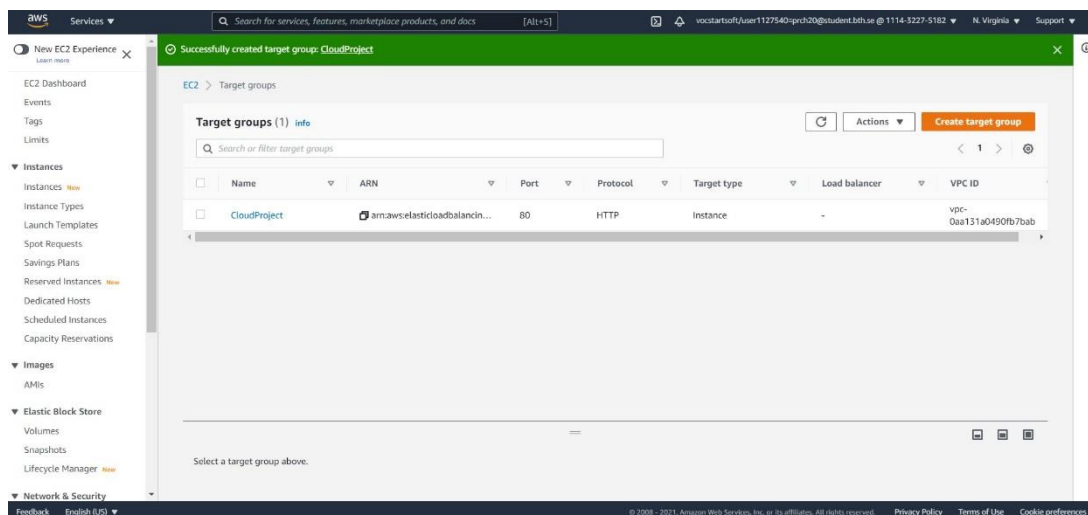 aws Services Search for services, features, marketplace products, and docs [Alt+S] vocstartsoft/user1127540=prch20@student.bth.se @ 1114-3227-5182 N. Virginia Support
New EC2 Experience
Learn more
Successfully created target group: CloudProject
EC2 Dashboard
Events
Tags
Limits
Instances
Instances New
Instance Types
Launch Templates
Spot Requests
Savings Plans
Reserved Instances New
Dedicated Hosts
Scheduled Instances
Capacity Reservations
Images
AMIs
Elastic Block Store
Volumes
Snapshots
Lifecycle Manager New
Network & Security
EC2 > Target groups
Target groups (1) info Actions Create target group
Search or filter target groups 1
Name ARN Port Protocol Target type Load balancer VPC ID
CloudProject arn:aws:elasticloadbalancin... 80 HTTP Instance - vpc-
0aa131a0490fb7bab
Select a target group above.
Feedback English (US) © 2008 - 2021, Amazon Web Services, Inc. or its affiliates. All rights reserved. Privacy Policy Terms of Use Cookie preferences